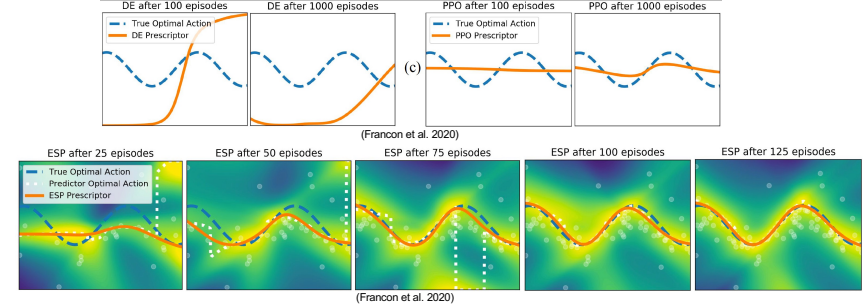 DE after 100 episodes
True Optimal Action
DE Prescriptor
DE after 1000 episodes
True Optimal Action
(c)
PPO after 100 episodes
True Optimal Action
PPO Prescriptor
PPO after 1000 episodes
(Francon et al. 2020)
ESP after 25 episodes
True Optimal Action
Predictor Optimal Action
ESP Prescriptor
ESP after 50 episodes
ESP after 75 episodes
ESP after 100 episodes
ESP after 125 episodes
(Francon et al. 2020)